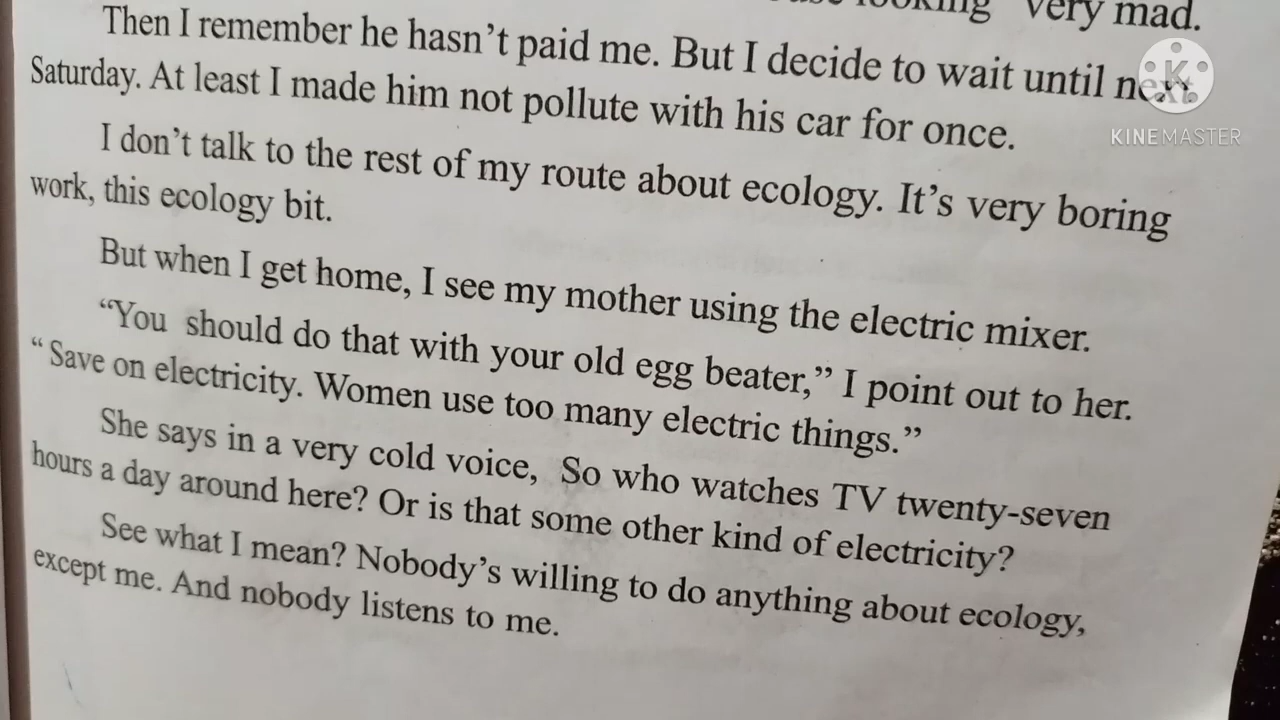 looking very mad.
Then I remember he hasn't paid me. But I decide to wait until next
Saturday. At least I made him not pollute with his car for once.
I don't talk to the rest of my route about ecology. It's very boring
work, this ecology bit.
But when I get home, I see my mother using the electric mixer.
“You should do that with your old egg beater,” I point out to her.
“ Save on electricity. Women use too many electric things.”
She says in a very cold voice, So who watches TV twenty-seven
hours a day around here? Or is that some other kind of electricity?
See what I mean? Nobody's willing to do anything about ecology,
except me. And nobody listens to me.
K
KINEMASTER